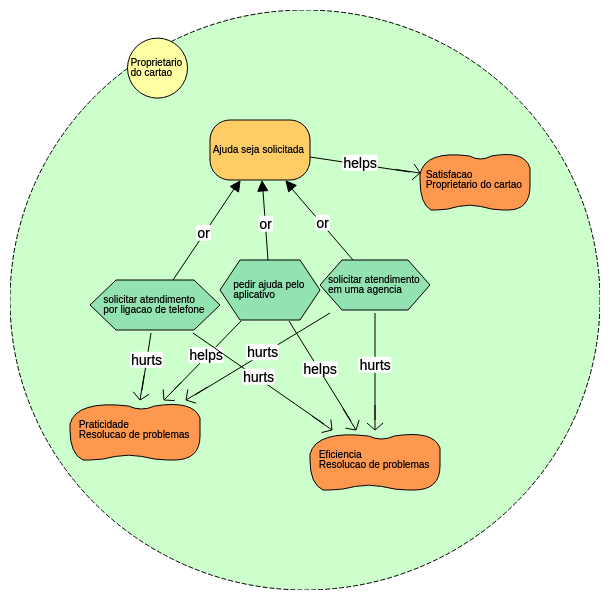 Proprietario
do cartao
Ajuda seja solicitada
helps
Satisfacao
Proprietario do cartao
or
or
or
solicitar atendimento
por ligacao de telefone
pedir ajuda pelo
aplicativo
solicitar atendimento
em uma agencia
hurts
helps
hurts
hurts
helps
hurts
Praticidade
Resolucao de problemas
Eficiencia
Resolucao de problemas